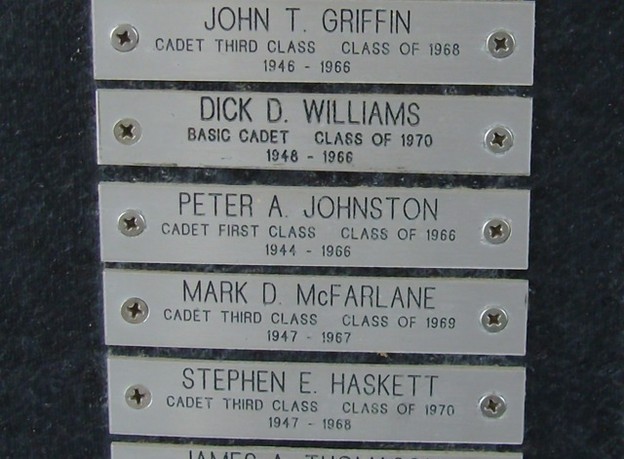 JOHN T. GRIFFIN
CADET THIRD CLASS CLASS OF 1968
1946 - 1966
DICK D. WILLIAMS
BASIC CADET CLASS OF 1970
1948 - 1966
PETER A. JOHNSTON
CADET FIRST CLASS CLASS OF 1966
1944 - 1966
MARK D. McFARLANE
CADET THIRD CLASS CLASS OF 1969
1947 - 1967
STEPHEN E. HASKETT
CADET THIRD CLASS CLASS OF 1970
1947 - 1968
JAMES A.